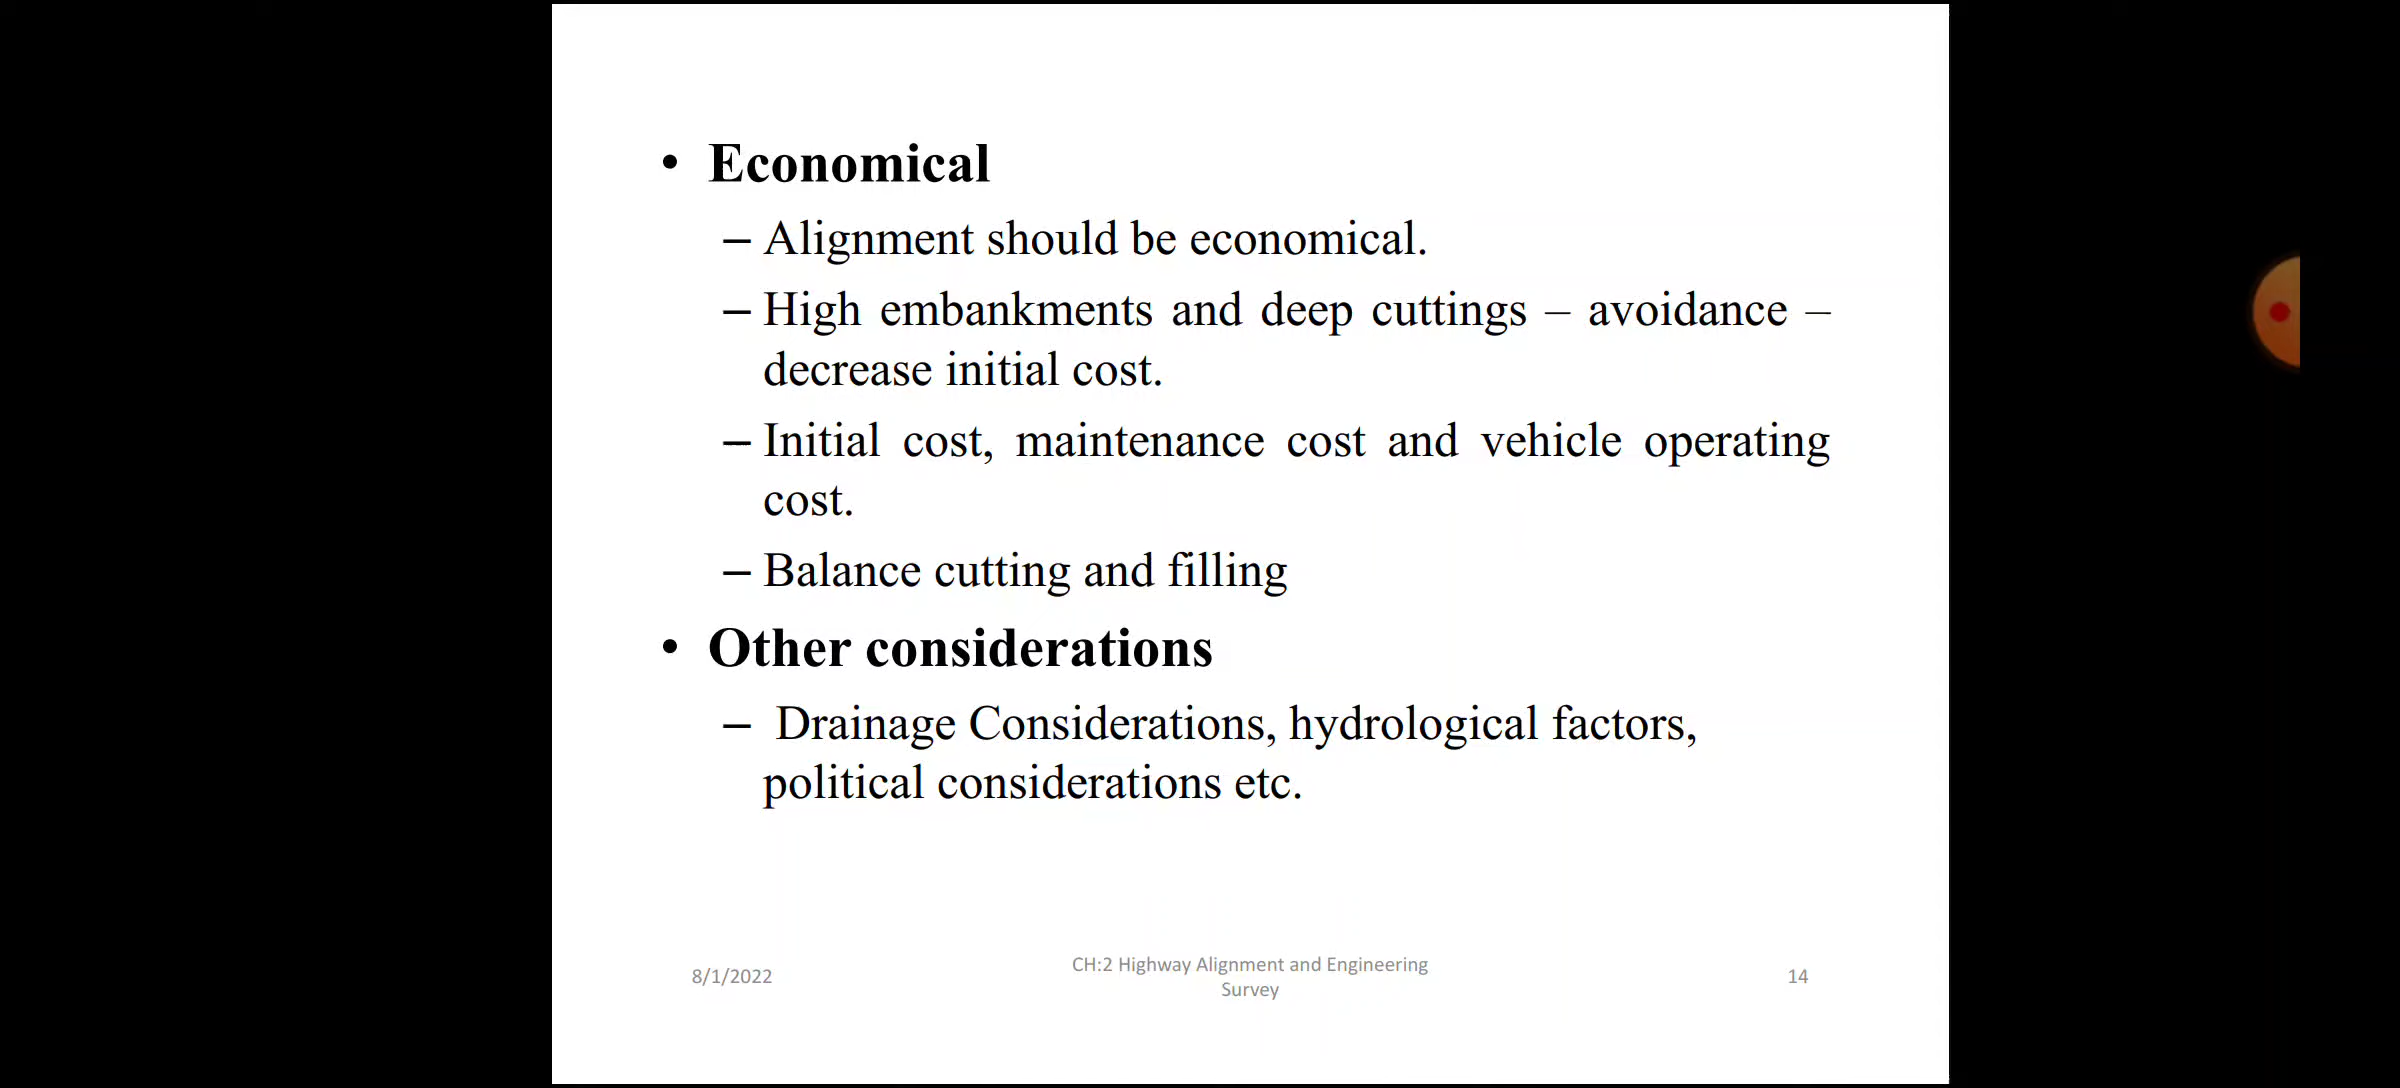 • Economical
– Alignment should be economical.
– High embankments and deep cuttings – avoidance –
decrease initial cost.
– Initial cost, maintenance cost and vehicle operating
cost.
– Balance cutting and filling
• Other considerations
– Drainage Considerations, hydrological factors,
political considerations etc.
8/1/2022
CH:2 Highway Alignment and Engineering
Survey
14